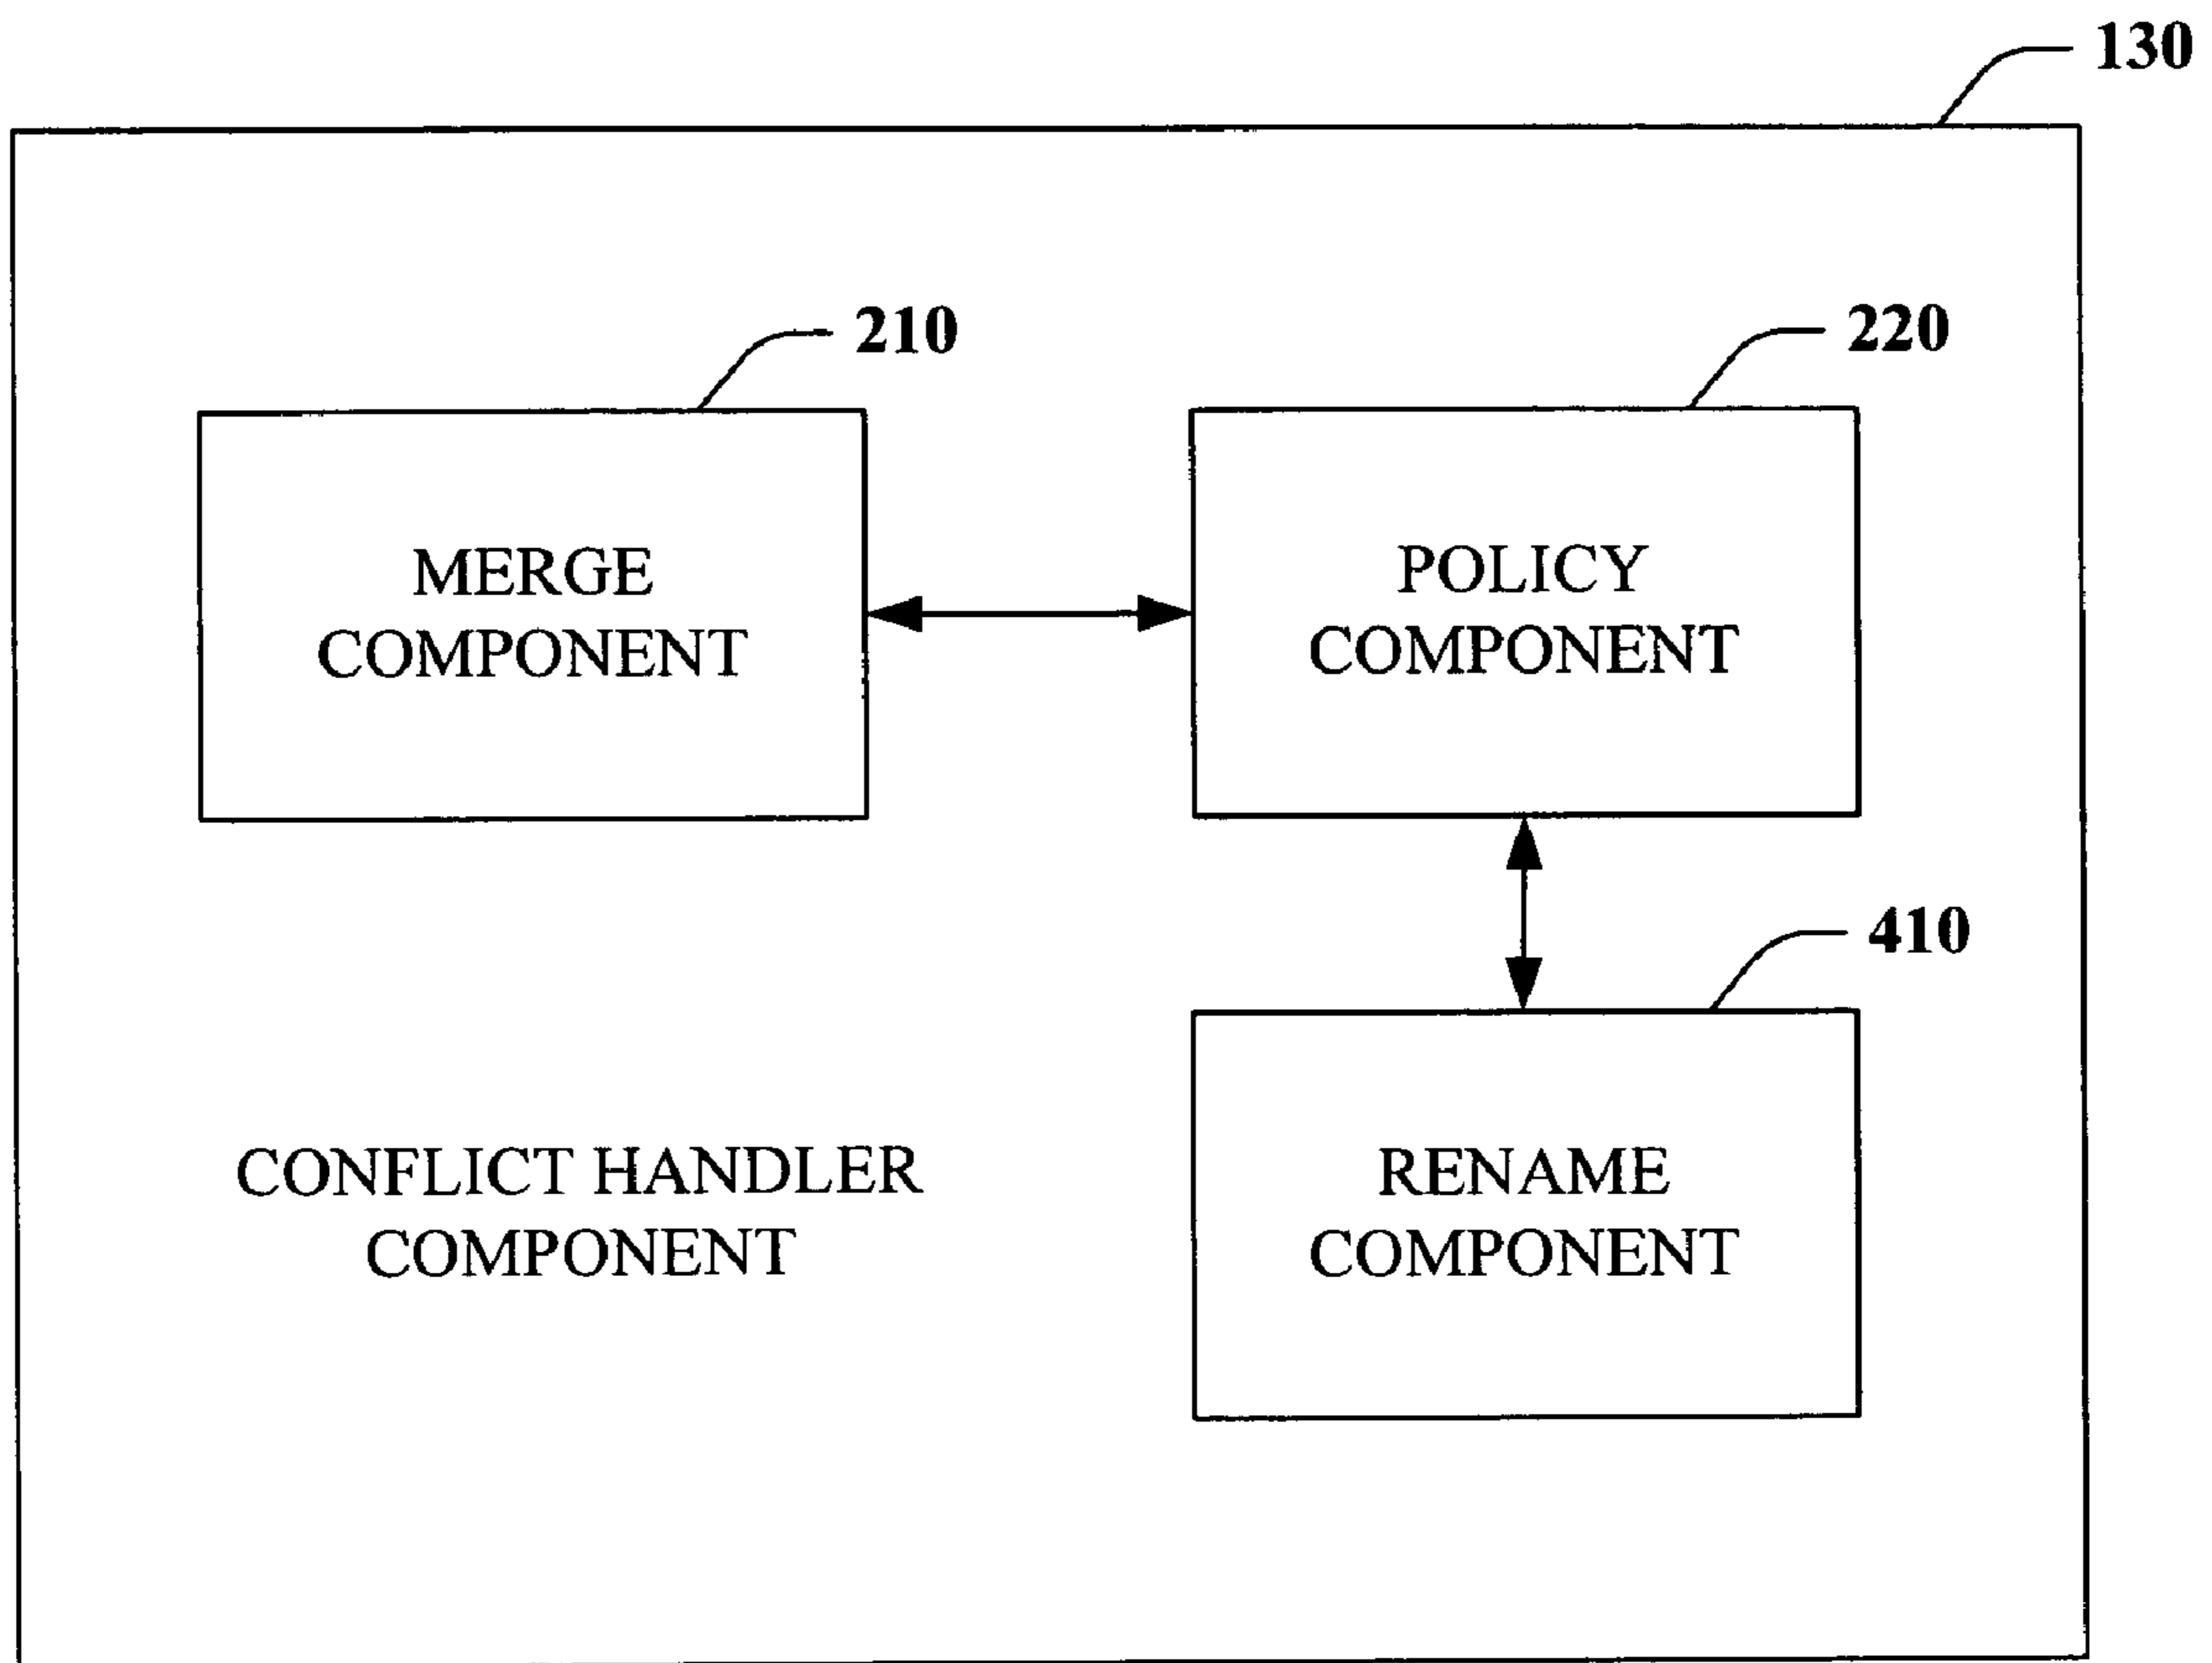 130
210
220
MERGE
COMPONENT
POLICY
COMPONENT
410
CONFLICT HANDLER
COMPONENT
RENAME
COMPONENT